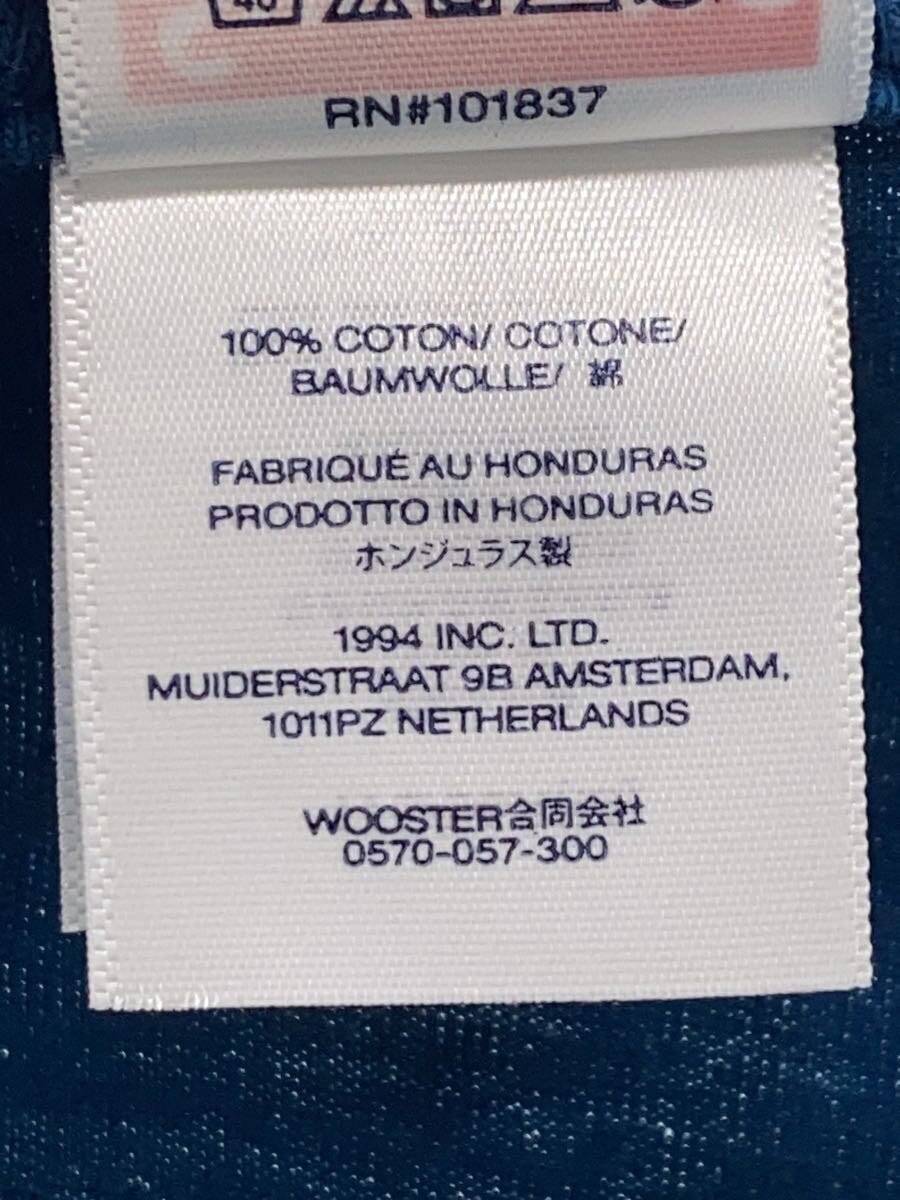 40
RN#101837
100% COTON/ COTONE/
BAUMWOLLE/ 綿
FABRIQUÉ AU HONDURAS
PRODOTTO IN HONDURAS
ホンジュラス製
1994 INC. LTD.
MUIDERSTRAAT 9B AMSTERDAM,
1011PZ NETHERLANDS
WOOSTER合同会社
0570-057-300